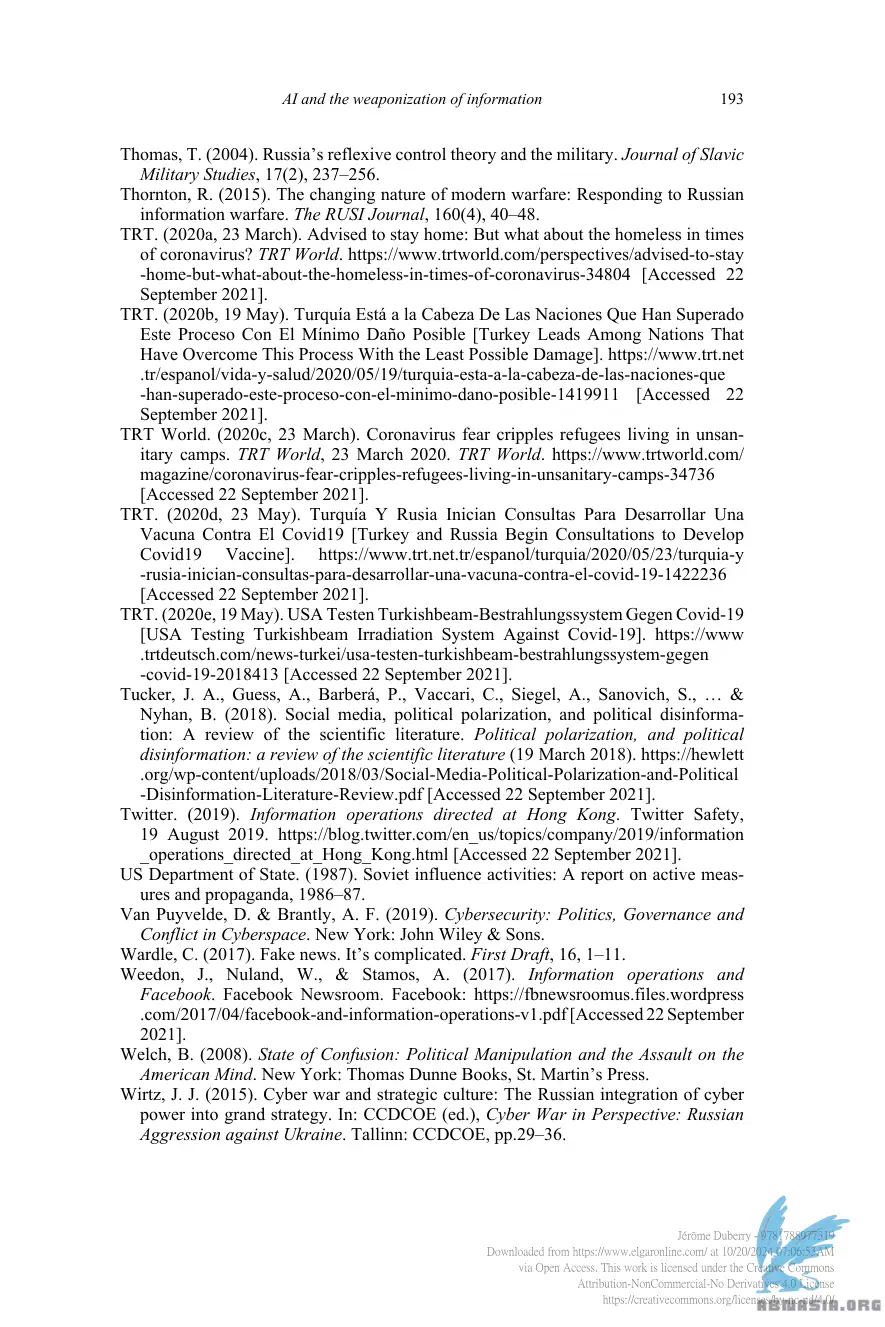 AI and the weaponization of information 193
Thomas, T. (2004). Russia’s reflexive control theory and the military. Journal of Slavic
Military Studies, 17(2), 237–256.
Thornton, R. (2015). The changing nature of modern warfare: Responding to Russian
information warfare. The RUSI Journal, 160(4), 40–48.
TRT. (2020a, 23 March). Advised to stay home: But what about the homeless in times
of coronavirus? TRT World. https://www.trtworld.com/perspectives/advised-to-stay
-home-but-what-about-the-homeless-in-times-of-coronavirus-34804 [Accessed 22
September 2021].
TRT. (2020b, 19 May). Turquía Está a la Cabeza De Las Naciones Que Han Superado
Este Proceso Con El Mínimo Daño Posible [Turkey Leads Among Nations That
Have Overcome This Process With the Least Possible Damage]. https://www.trt.net
.tr/espanol/vida-y-salud/2020/05/19/turquia-esta-a-la-cabeza-de-las-naciones-que
-han-superado-este-proceso-con-el-minimo-dano-posible-1419911 [Accessed 22
September 2021].
TRT World. (2020c, 23 March). Coronavirus fear cripples refugees living in unsan-
itary camps. TRT World, 23 March 2020. TRT World. https://www.trtworld.com/
magazine/coronavirus-fear-cripples-refugees-living-in-unsanitary-camps-34736
[Accessed 22 September 2021].
TRT. (2020d, 23 May). Turquía Y Rusia Inician Consultas Para Desarrollar Una
Vacuna Contra El Covid19 [Turkey and Russia Begin Consultations to Develop
Covid19 Vaccine]. https://www.trt.net.tr/espanol/turquia/2020/05/23/turquia-y
-rusia-inician-consultas-para-desarrollar-una-vacuna-contra-el-covid-19-1422236
[Accessed 22 September 2021].
TRT. (2020e, 19 May). USA Testen Turkishbeam-Bestrahlungssystem Gegen Covid-19
[USA Testing Turkishbeam Irradiation System Against Covid-19]. https://www
.trtdeutsch.com/news-turkei/usa-testen-turkishbeam-bestrahlungssystem-gegen
-covid-19-2018413 [Accessed 22 September 2021].
Tucker, J. A., Guess, A., Barberá, P., Vaccari, C., Siegel, A., Sanovich, S., … &
Nyhan, B. (2018). Social media, political polarization, and political disinforma-
tion: A review of the scientific literature. Political polarization, and political
disinformation: a review of the scientific literature (19 March 2018). https://hewlett
.org/wp-content/uploads/2018/03/Social-Media-Political-Polarization-and-Political
-Disinformation-Literature-Review.pdf [Accessed 22 September 2021].
Twitter. (2019). Information operations directed at Hong Kong. Twitter Safety,
19 August 2019. https://blog.twitter.com/en_us/topics/company/2019/information
_operations_directed_at_Hong_Kong.html [Accessed 22 September 2021].
US Department of State. (1987). Soviet influence activities: A report on active meas-
ures and propaganda, 1986–87.
Van Puyvelde, D. & Brantly, A. F. (2019). Cybersecurity: Politics, Governance and
Conflict in Cyberspace. New York: John Wiley & Sons.
Wardle, C. (2017). Fake news. It’s complicated. First Draft, 16, 1–11.
Weedon, J., Nuland, W., & Stamos, A. (2017). Information operations and
Facebook. Facebook Newsroom. Facebook: https://fbnewsroomus.files.wordpress
.com/2017/04/facebook-and-information-operations-v1.pdf [Accessed 22 September
2021].
Welch, B. (2008). State of Confusion: Political Manipulation and the Assault on the
American Mind. New York: Thomas Dunne Books, St. Martin’s Press.
Wirtz, J. J. (2015). Cyber war and strategic culture: The Russian integration of cyber
power into grand strategy. In: CCDCOE (ed.), Cyber War in Perspective: Russian
Aggression against Ukraine. Tallinn: CCDCOE, pp.29–36.
Jérôme Duberry - 9781788977319
Downloaded from https://www.elgaronline.com/ at 10/20/2024 07:06:53AM
via Open Access. This work is licensed under the Creative Commons
Attribution-NonCommercial-No Derivatives 4.0 License
https://creativecommons.org/licenses/by-nc-nd/4.0/
ABTMASIA.ORG